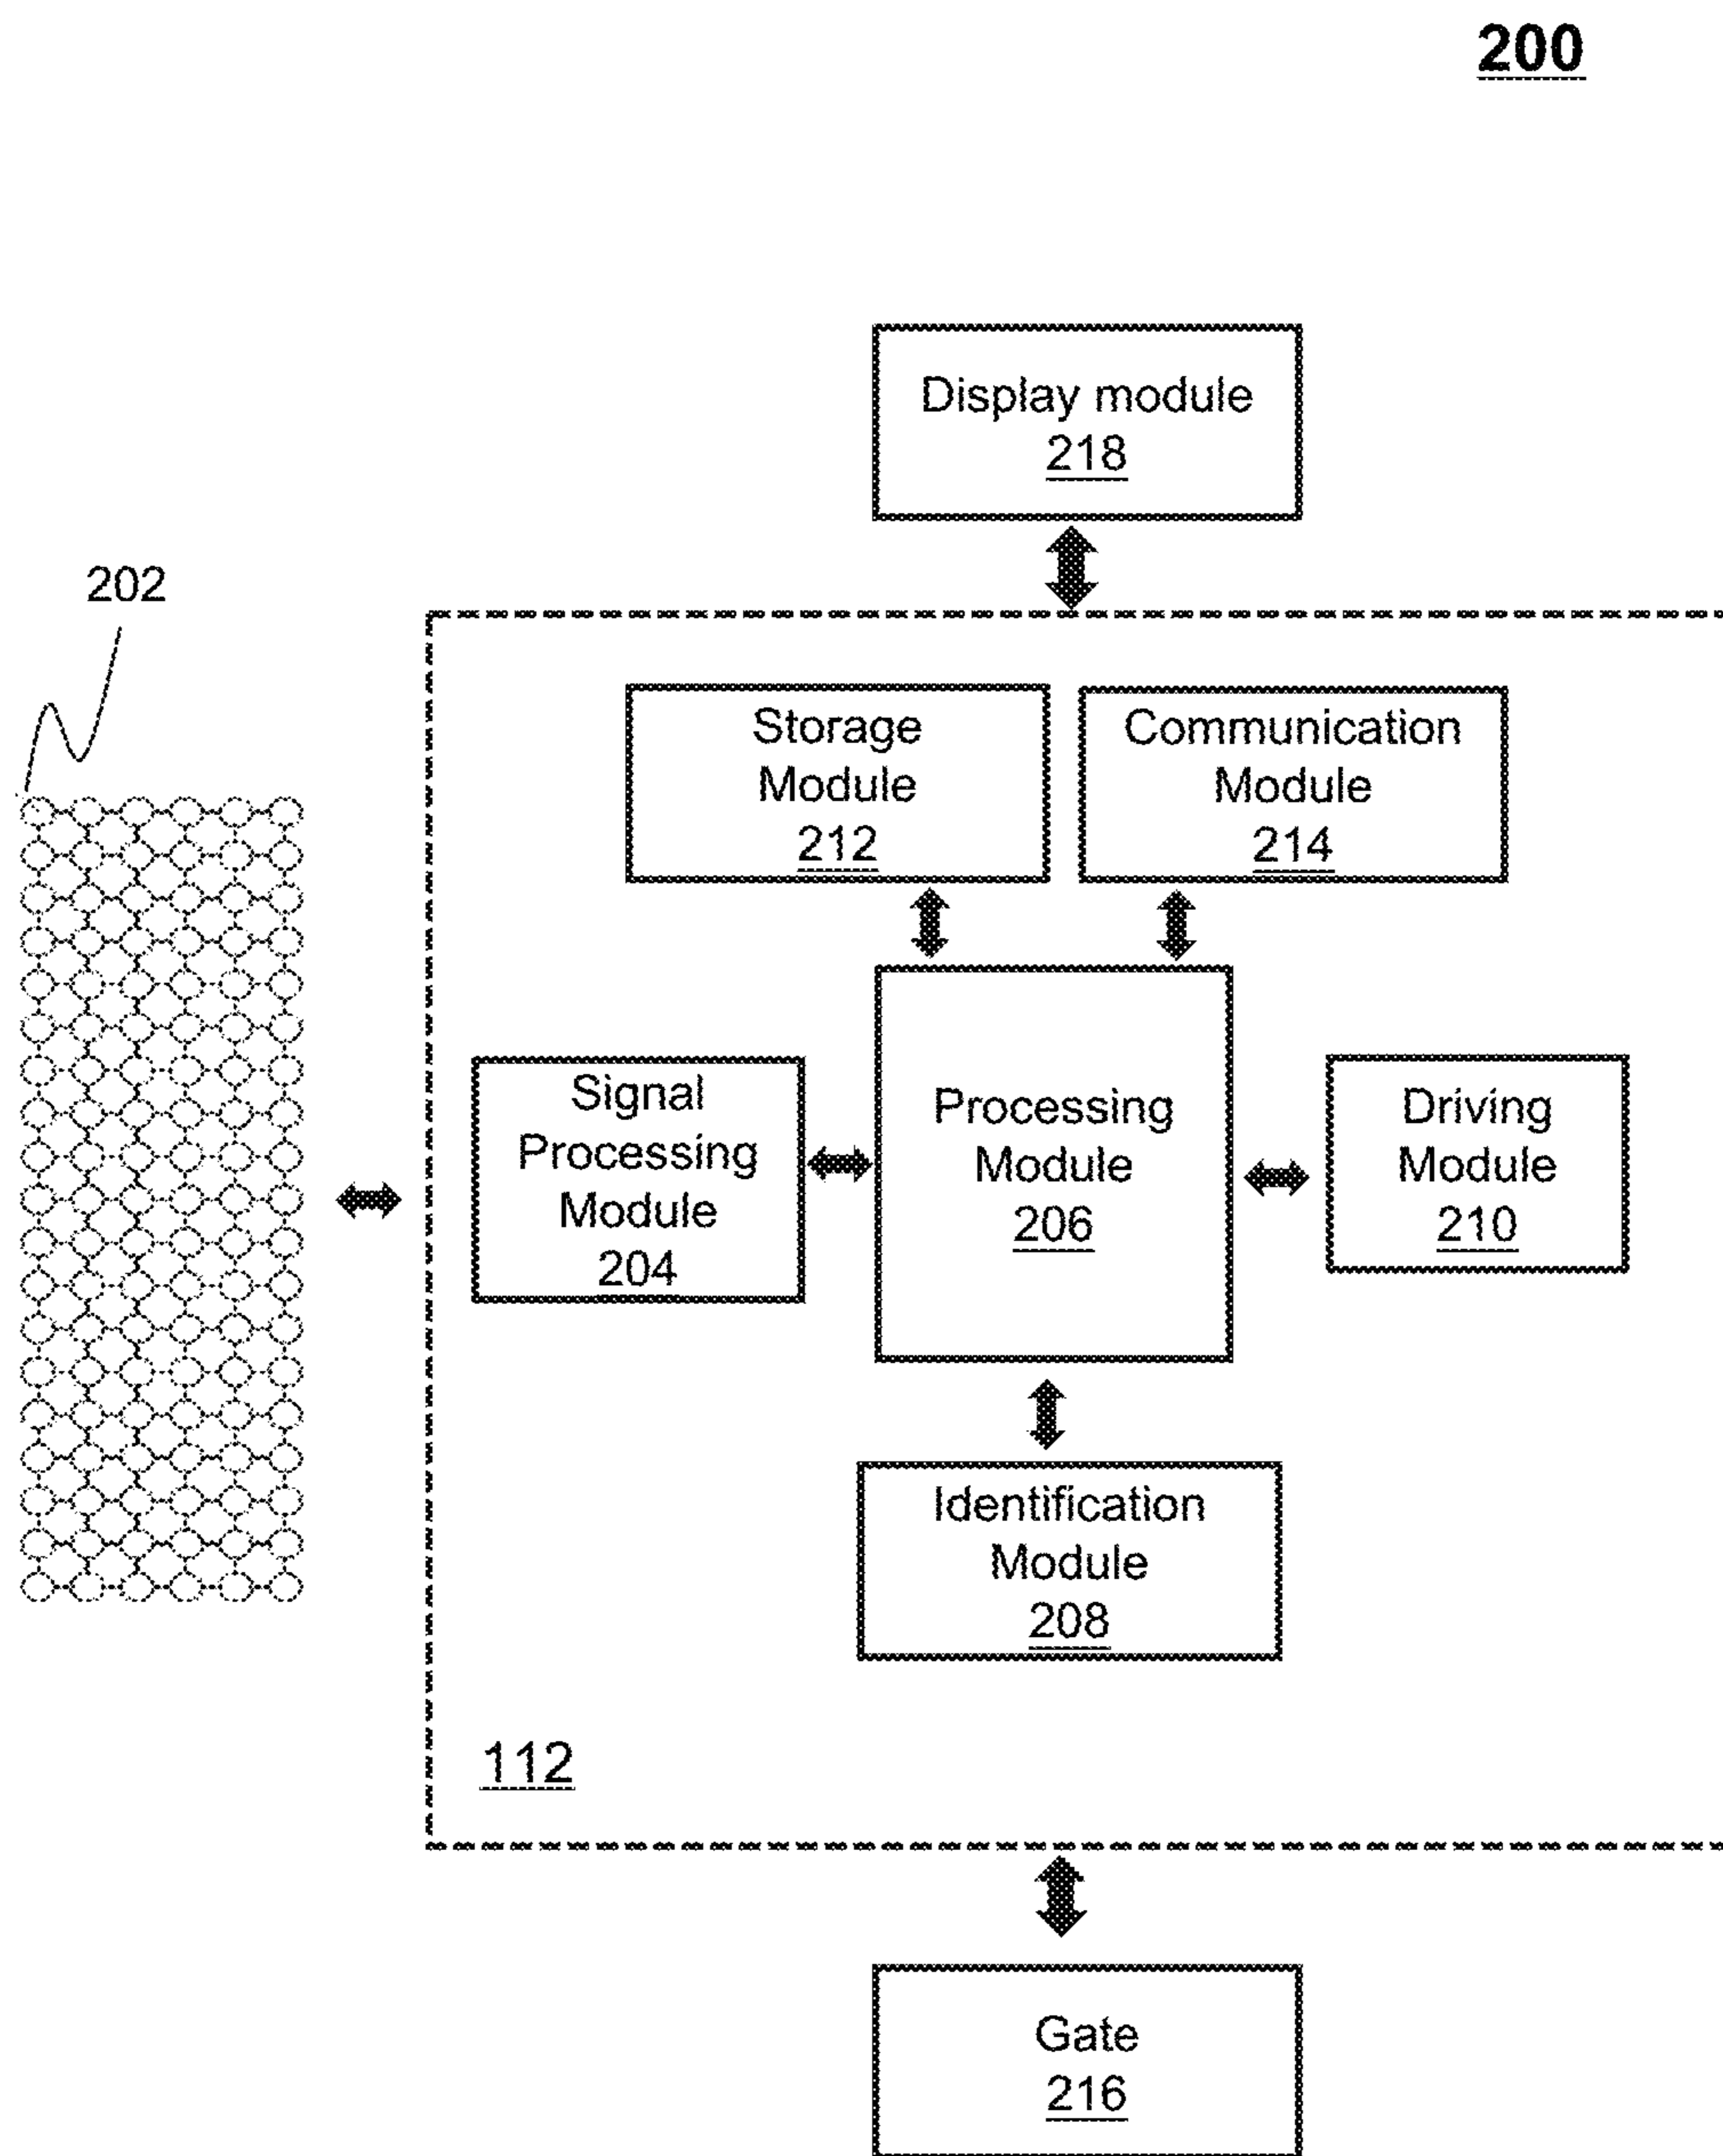 200
Display module
218
202
Storage
Module
212
Communication
Module
214
Signal
Processing
Module
204
Processing
Module
206
Driving
Module
210
Identification
Module
208
112
Gate
216